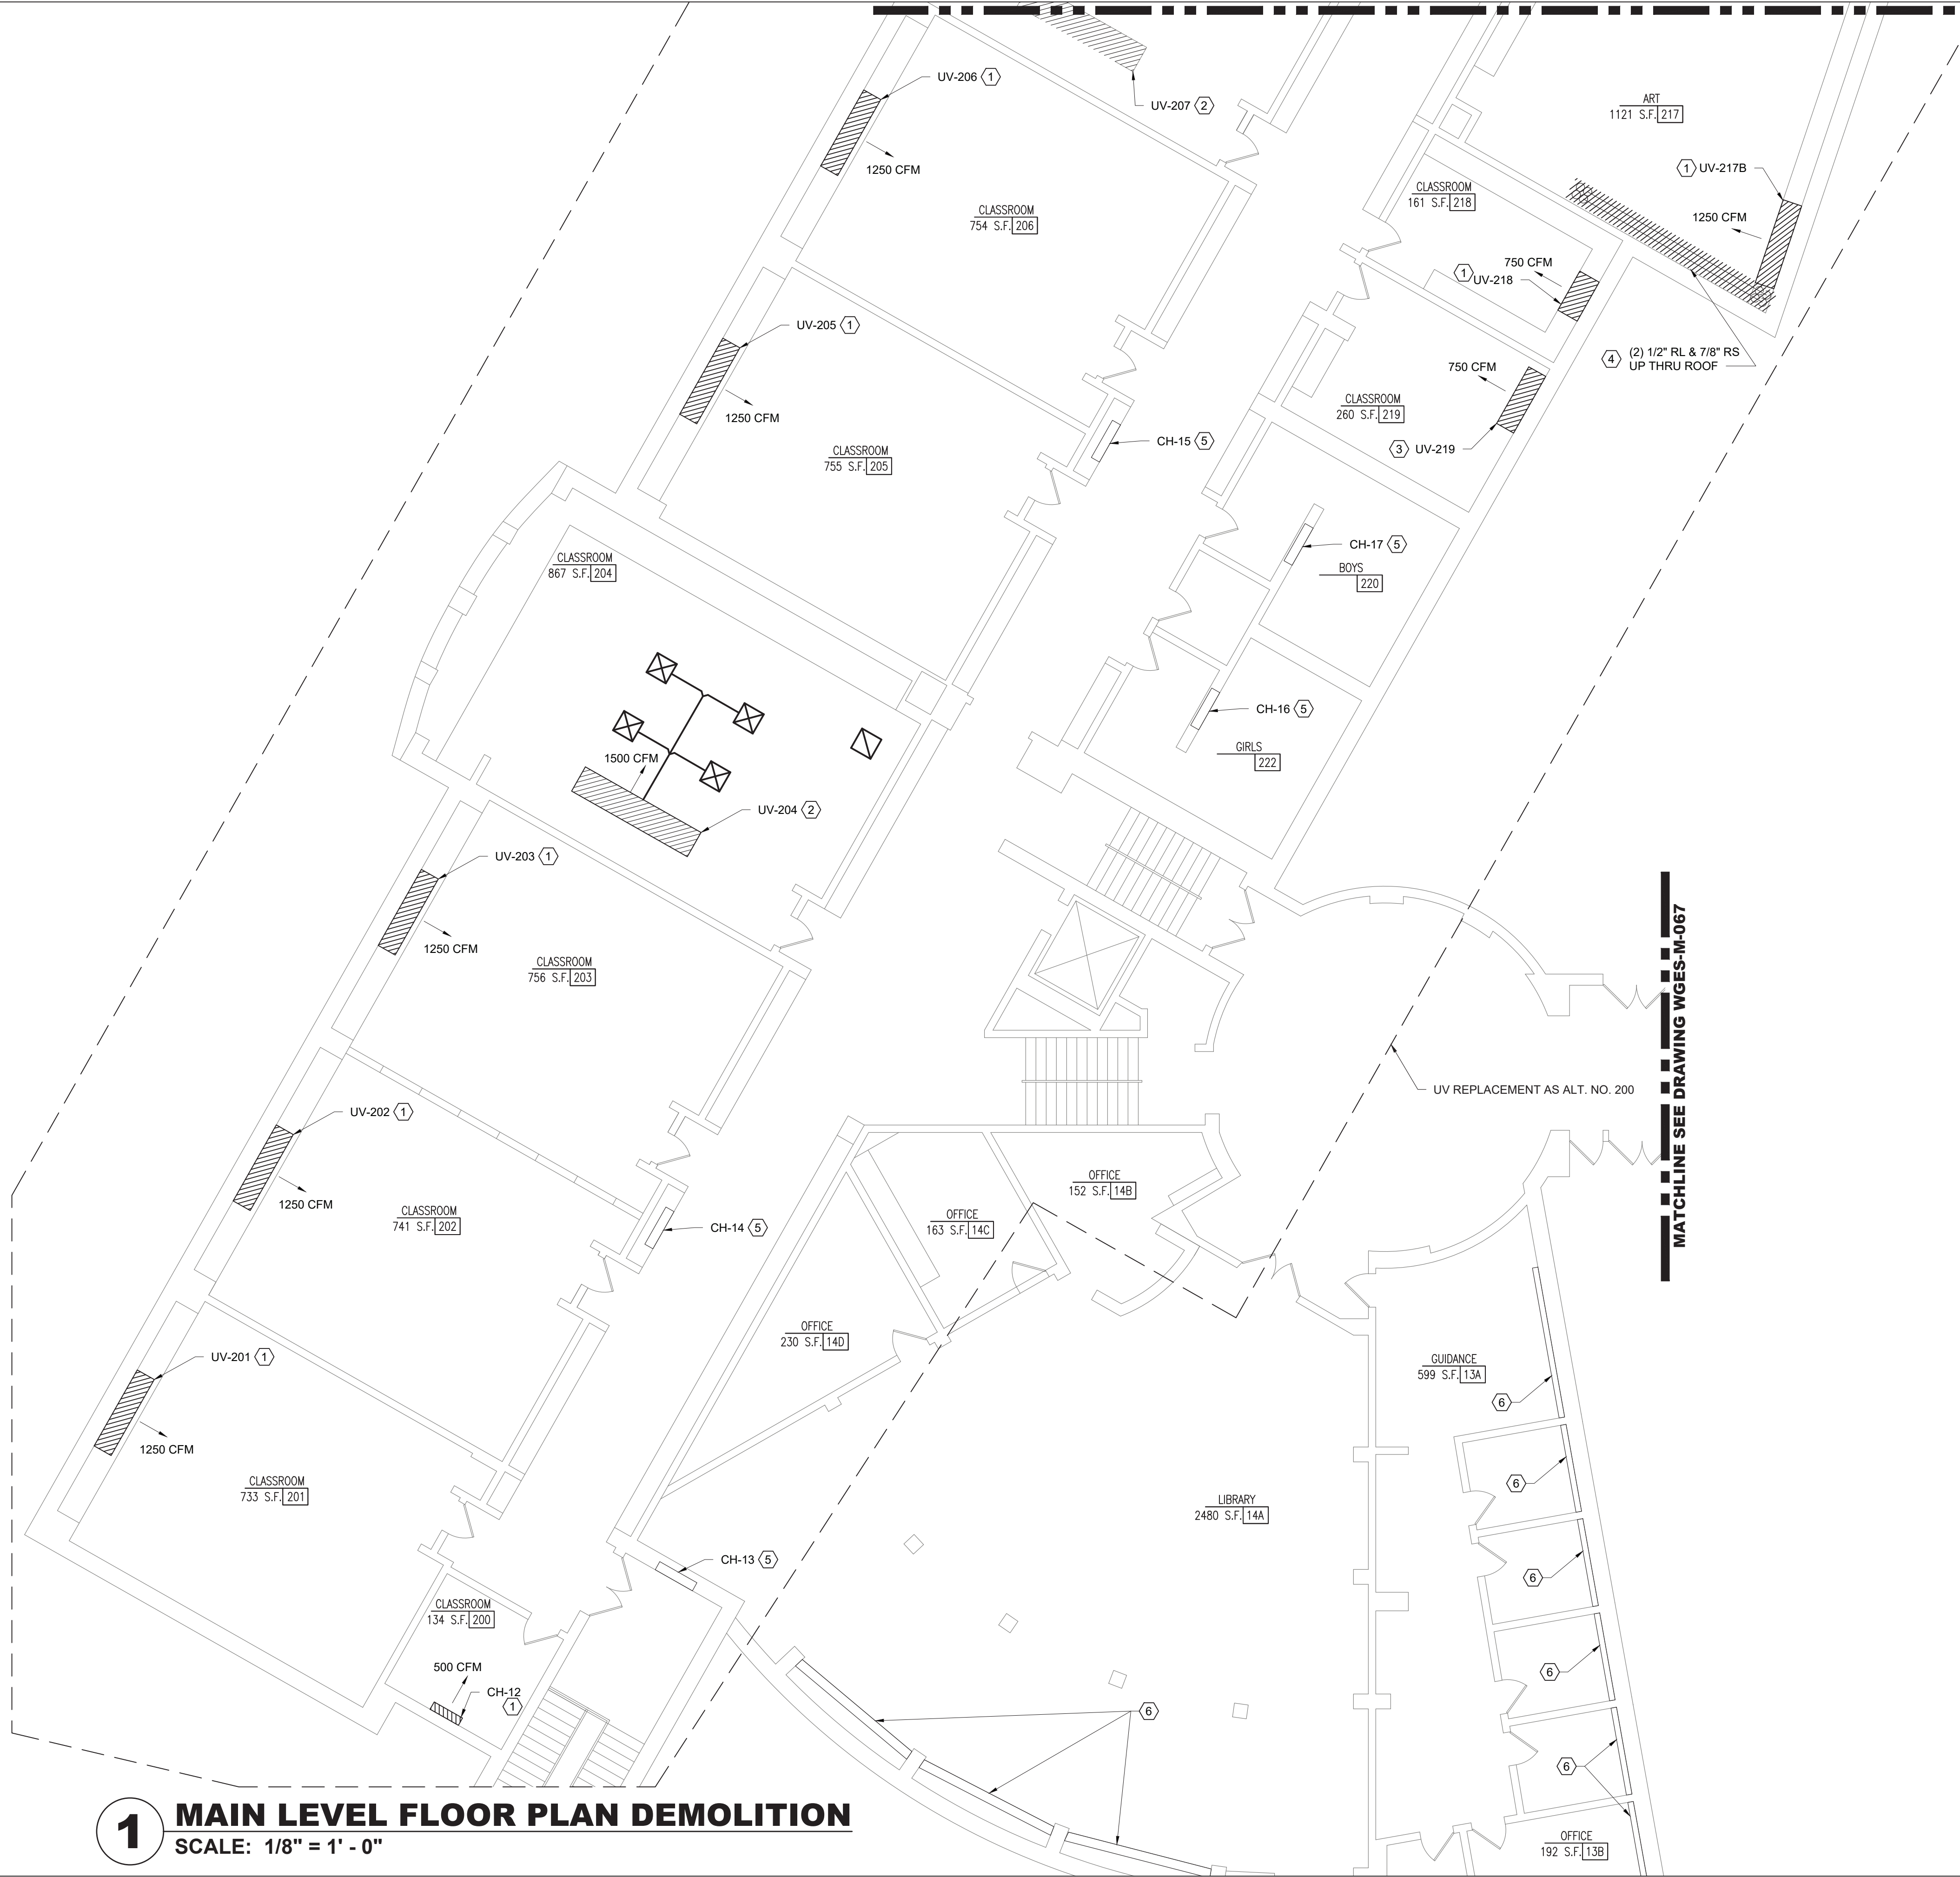 UV-206 1
UV-207 2
1250 CFM
ART
1121 S.F. 217
1 UV-217B
1250 CFM
CLASSROOM
161 S.F. 218
CLASSROOM
754 S.F. 206
750 CFM
1 UV-218
UV-205 1
1250 CFM
4 (2) 1/2" RL & 7/8" RS
UP THRU ROOF
750 CFM
CLASSROOM
260 S.F. 219
3 UV-219
CH-15 5
CLASSROOM
755 S.F. 205
CH-17 5
BOYS
220
CLASSROOM
867 S.F. 204
CH-16 5
GIRLS
222
1500 CFM
UV-204 2
UV-203 1
1250 CFM
CLASSROOM
756 S.F. 203
MATCHLINE SEE DRAWING WGES-M-067
UV REPLACEMENT AS ALT. NO. 200
UV-202 1
1250 CFM
CLASSROOM
741 S.F. 202
CH-14 5
OFFICE
152 S.F. 14B
OFFICE
163 S.F. 14C
OFFICE
230 S.F. 14D
UV-201 1
1250 CFM
GUIDANCE
599 S.F. 13A
6
6
CLASSROOM
733 S.F. 201
LIBRARY
2480 S.F. 14A
CH-13 5
6
CLASSROOM
134 S.F. 200
500 CFM
CH-12
1
6
6
6
OFFICE
192 S.F. 13B
1 MAIN LEVEL FLOOR PLAN DEMOLITION
SCALE: 1/8" = 1' - 0"